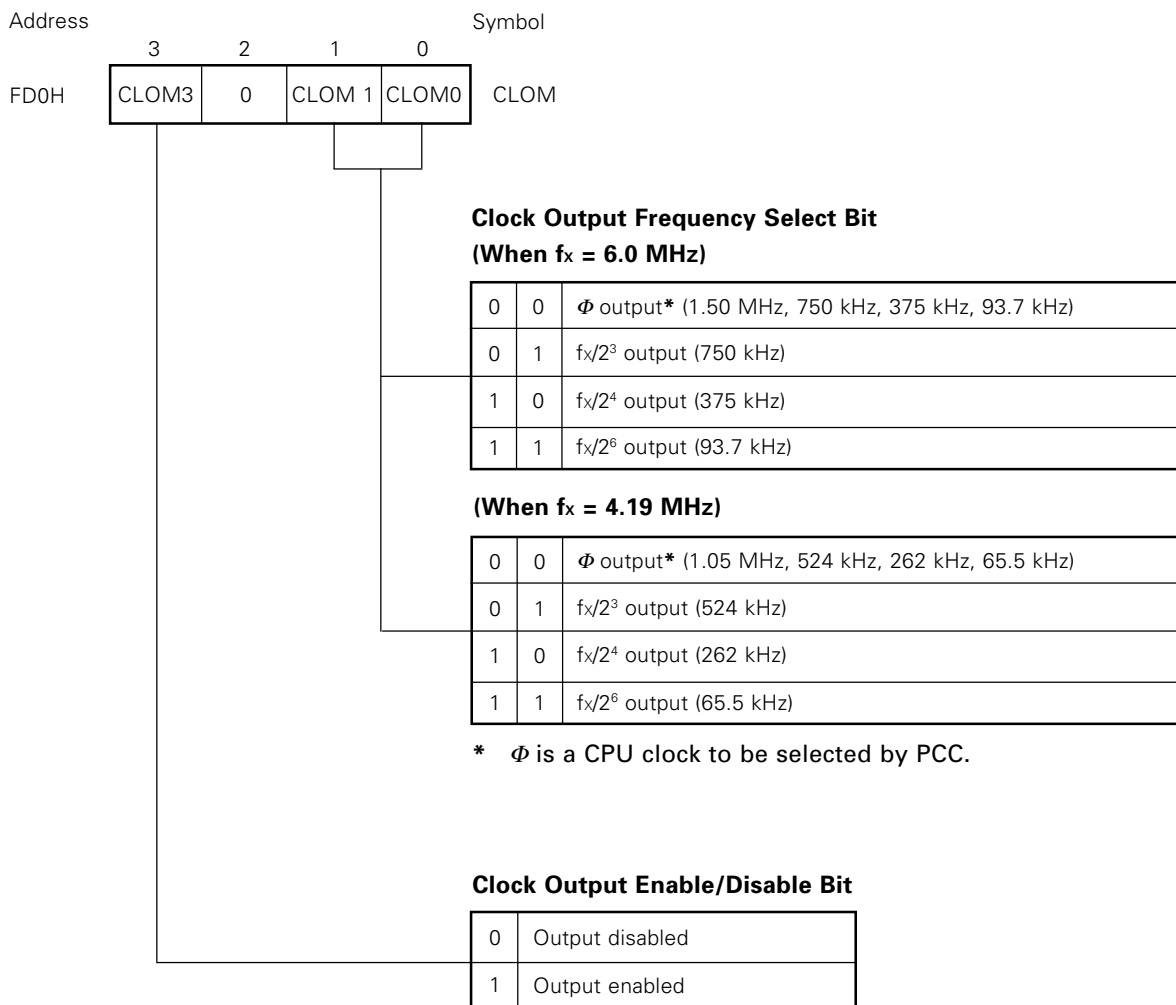 Address Symbol
3 2 1 0
FD0H CLOM3 0 CLOM 1 CLOM0 CLOM
Clock Output Frequency Select Bit
(When fx = 6.0 MHz)
0 0 Φ output* (1.50 MHz, 750 kHz, 375 kHz, 93.7 kHz)
0 1 fx/2³ output (750 kHz)
1 0 fx/2⁴ output (375 kHz)
1 1 fx/2⁶ output (93.7 kHz)
(When fx = 4.19 MHz)
0 0 Φ output* (1.05 MHz, 524 kHz, 262 kHz, 65.5 kHz)
0 1 fx/2³ output (524 kHz)
1 0 fx/2⁴ output (262 kHz)
1 1 fx/2⁶ output (65.5 kHz)
* Φ is a CPU clock to be selected by PCC.
Clock Output Enable/Disable Bit
0 Output disabled
1 Output enabled